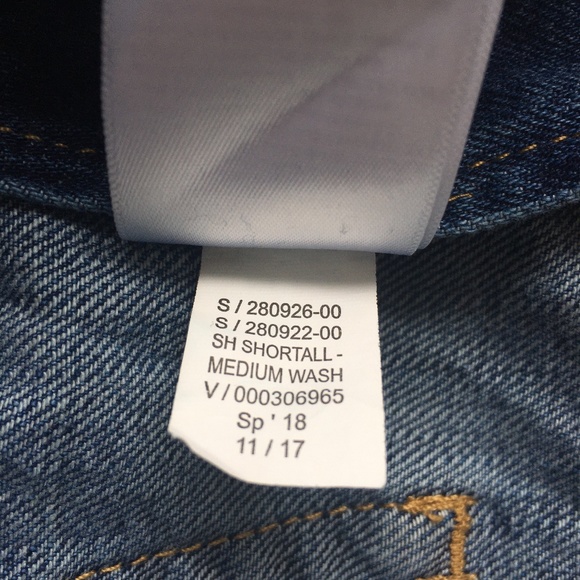 S / 280926-00
S / 280922-00
SH SHORTALL -
MEDIUM WASH
V / 000306965
Sp ' 18
11 / 17